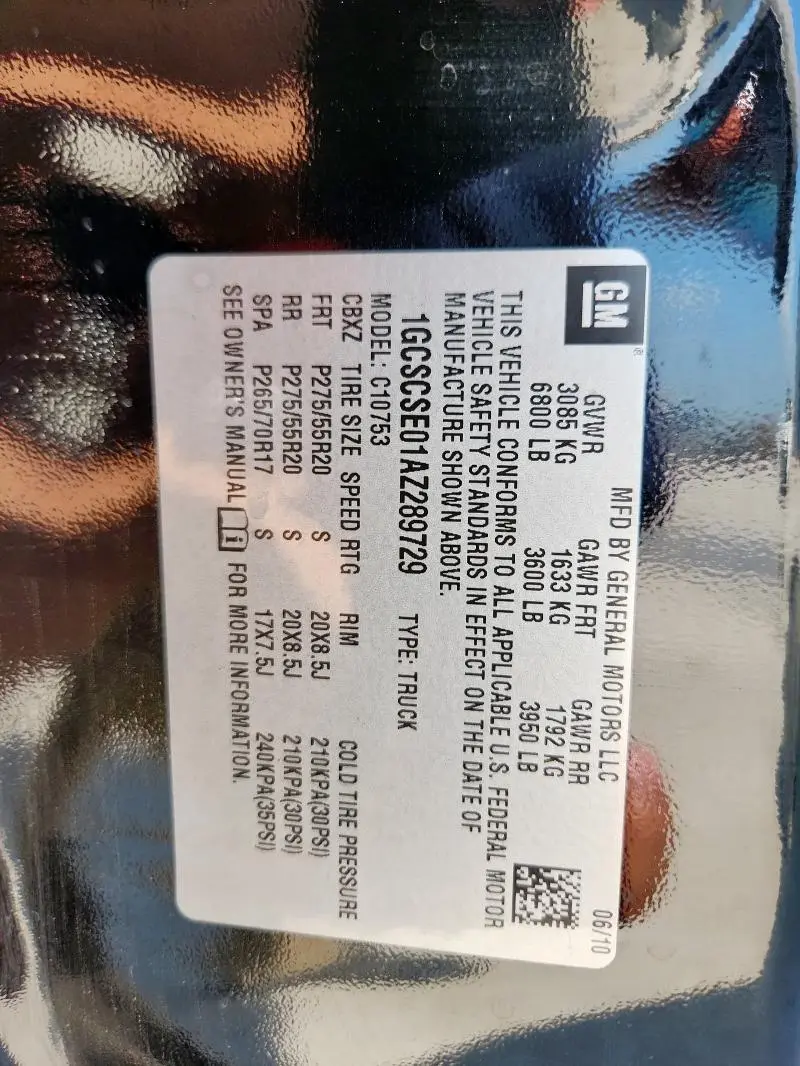 GM®
MFD BY GENERAL MOTORS LLC 06/10
GVWR GAWR FRT GAWR RR
3085 KG 1633 KG 1792 KG
6800 LB 3600 LB 3950 LB
THIS VEHICLE CONFORMS TO ALL APPLICABLE U.S. FEDERAL MOTOR
VEHICLE SAFETY STANDARDS IN EFFECT ON THE DATE OF
MANUFACTURE SHOWN ABOVE.
1GCSCSE01AZ289729 TYPE: TRUCK
MODEL: C10753
CBXZ TIRE SIZE SPEED RTG RIM COLD TIRE PRESSURE
FRT P275/55R20 S 20X8.5J 210KPA(30PSI)
RR P275/55R20 S 20X8.5J 210KPA(30PSI)
SPA P265/70R17 S 17X7.5J 240KPA(35PSI)
SEE OWNER'S MANUAL i FOR MORE INFORMATION.